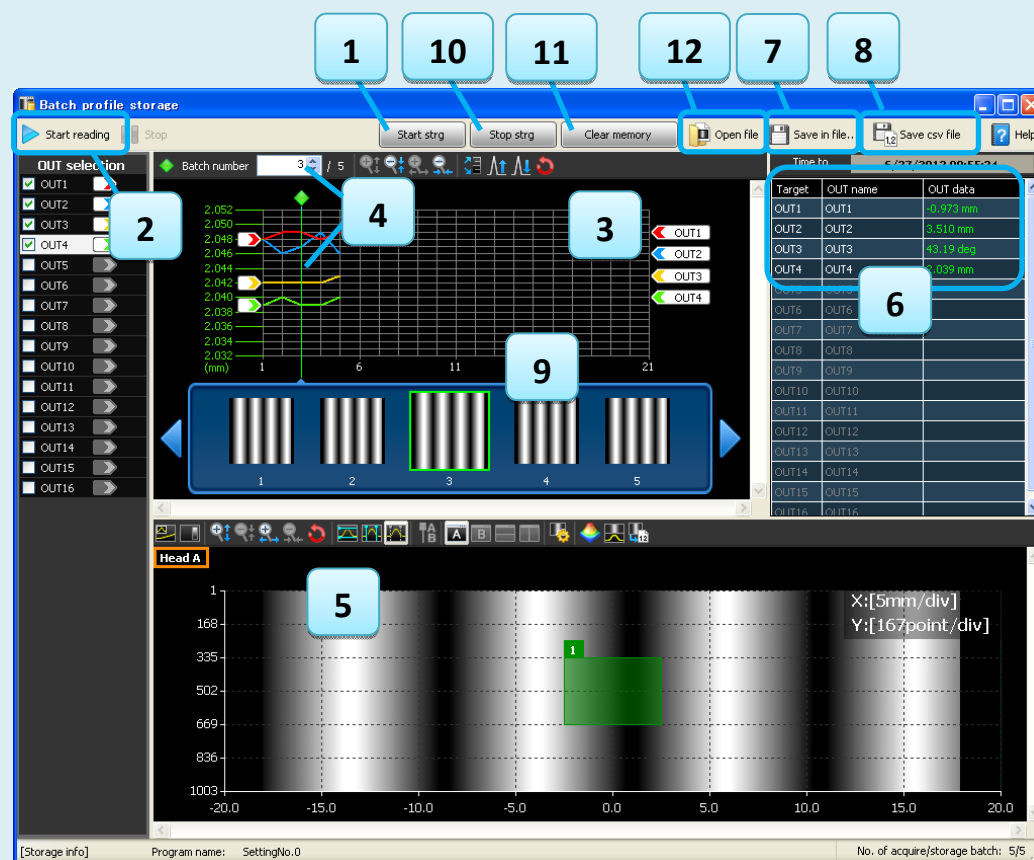 1 10 11 12 7 8
Batch profile storage
Start reading Stop Start strg Stop strg Clear memory Open file Save in file.. Save csv file Help
OUT selection
OUT1
OUT2
OUT3
OUT4
OUT5
OUT6
OUT7
OUT8
OUT9
OUT10
OUT11
OUT12
OUT13
OUT14
OUT15
OUT16
2
Batch number 3 / 5
4
3
2.052
2.050
2.048
2.046
2.044
2.042
2.040
2.038
2.036
2.034
2.032
(mm) 1 6 11 21
OUT1
OUT2
OUT3
OUT4
9
1 2 3 4 5
Time to
Target OUT name OUT data
OUT1 OUT1 -0.973 mm
OUT2 OUT2 3.510 mm
OUT3 OUT3 43.19 deg
OUT4 OUT4 2.039 mm
6
OUT6 OUT6
OUT7 OUT7
OUT8 OUT8
OUT9 OUT9
OUT10 OUT10
OUT11 OUT11
OUT12 OUT12
OUT13 OUT13
OUT14 OUT14
OUT15 OUT15
OUT16 OUT16
A B
Head A
5
X:[5mm/div]
Y:[167point/div]
1
1
168
335
502
669
836
1003
-20.0 -15.0 -10.0 -5.0 0.0 5.0 10.0 15.0 20.0
[Storage info] Program name: SettingNo.0 No. of acquire/storage batch: 5/5